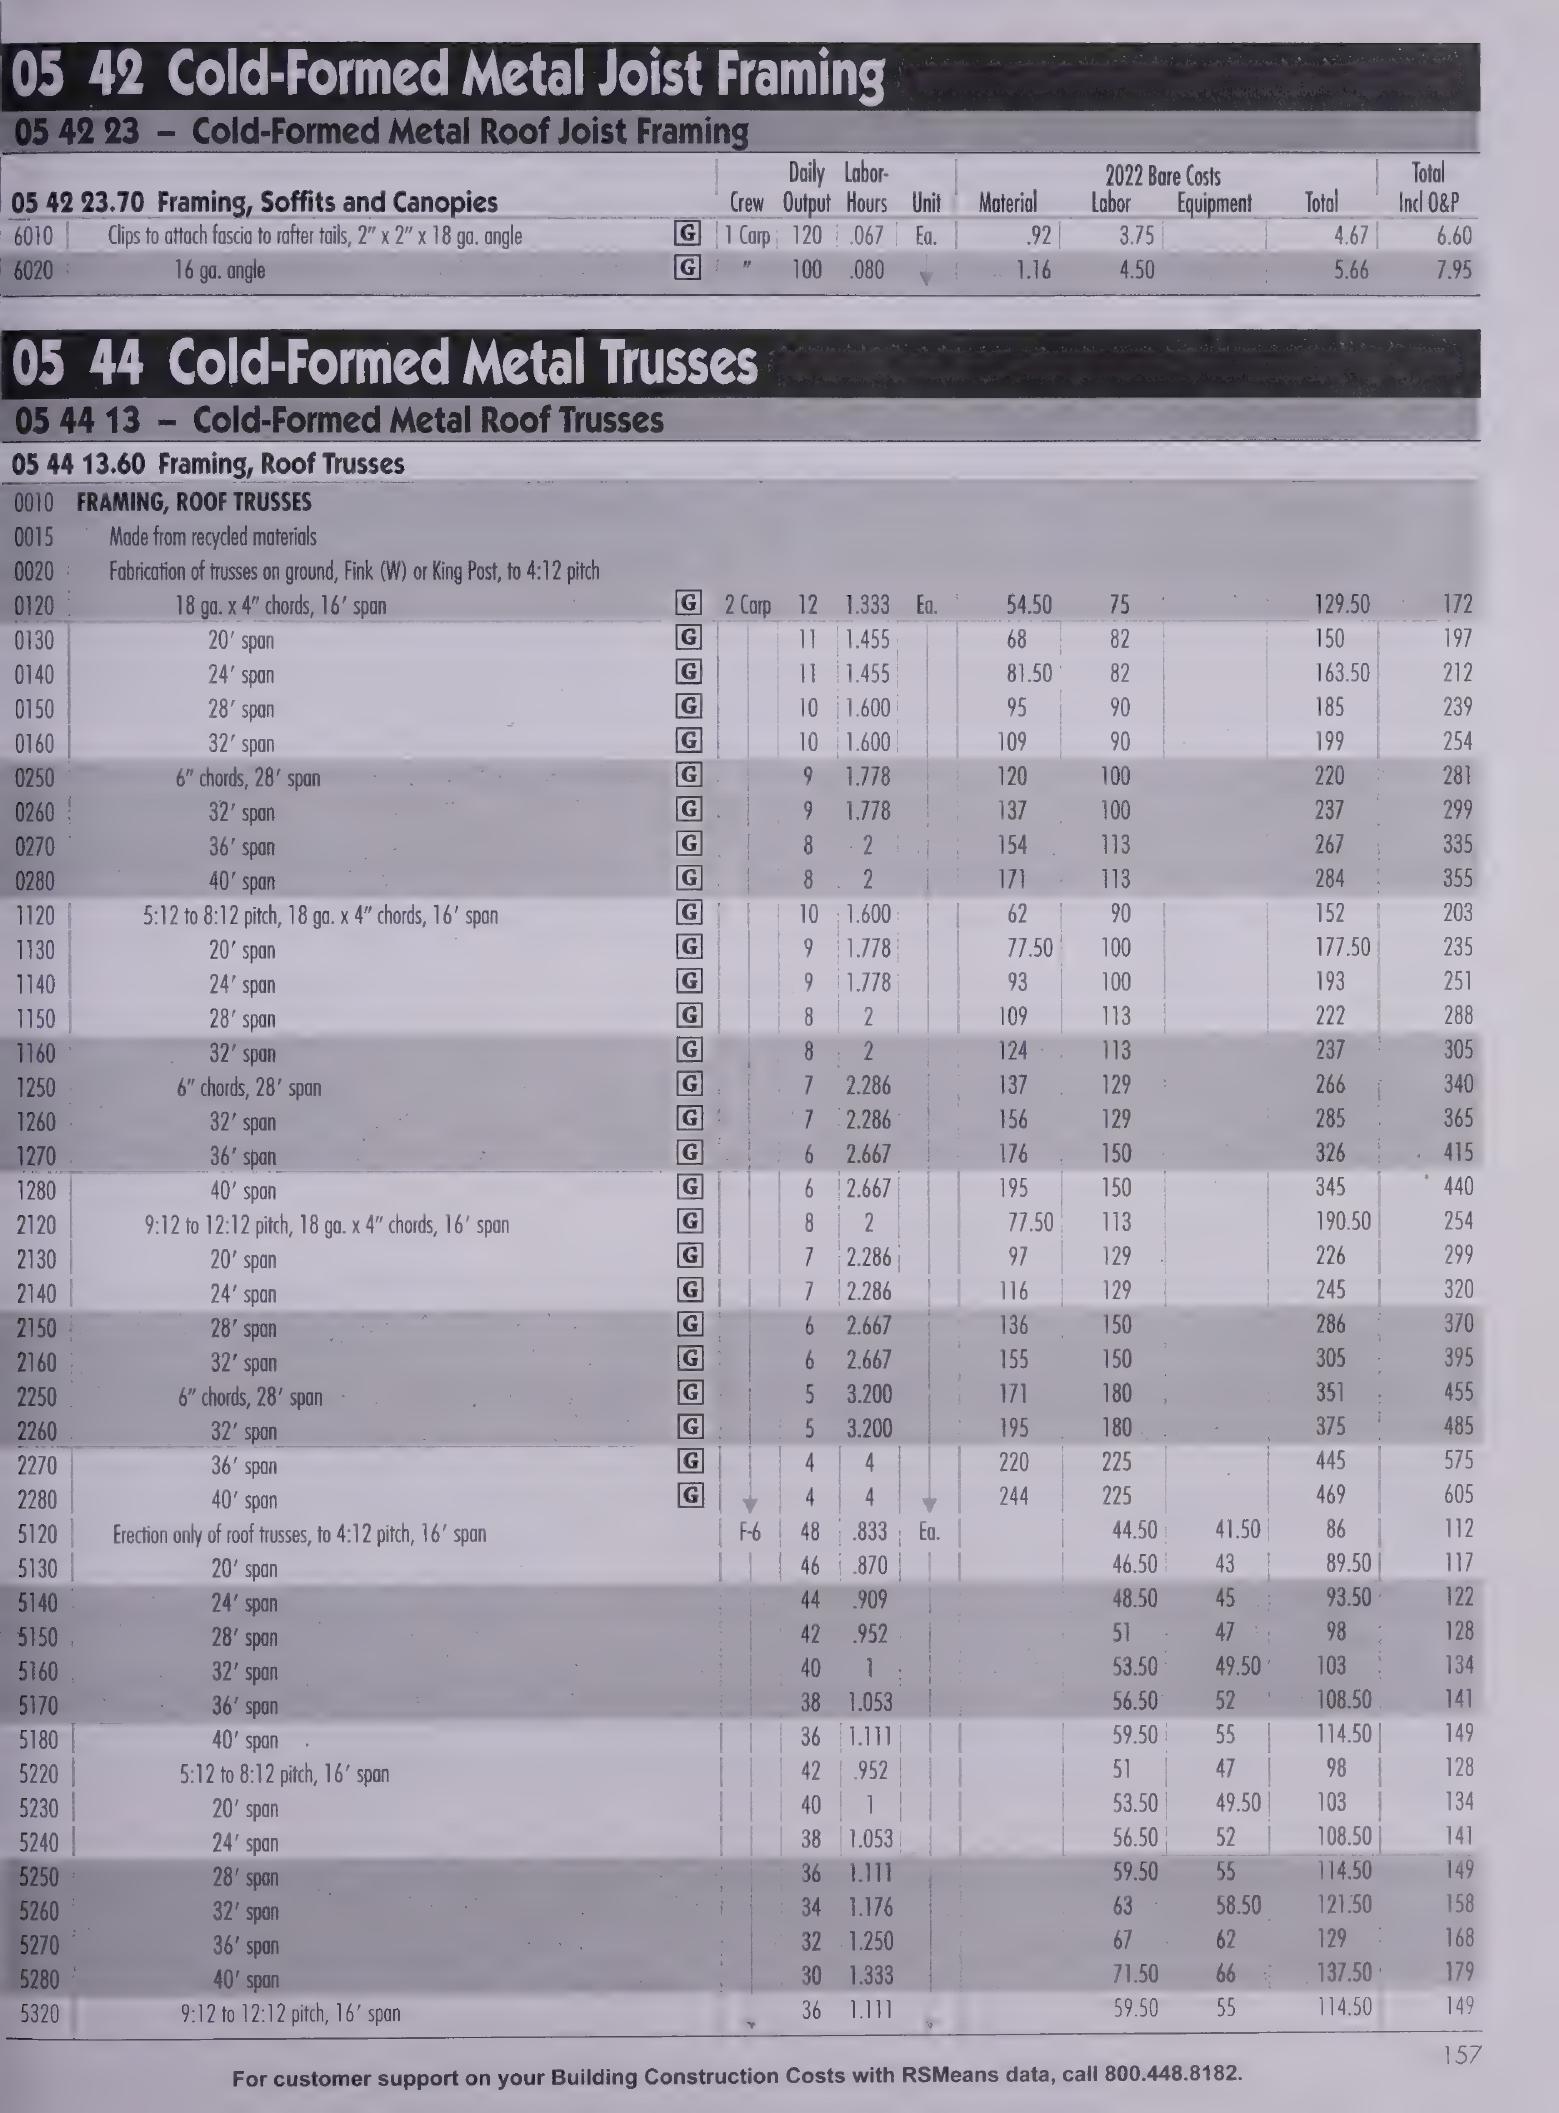 05 42 Cold-Formed Metal Joist Framing
05 42 23 – Cold-Formed Metal Roof Joist Framing
Daily Labor- 2022 Bare Costs Total
05 42 23.70 Framing, Soffits and Canopies Crew Output Hours Unit Material Labor Equipment Total Incl O&P
6010 Clips to attach fascia to rafter tails, 2" x 2" x 18 ga. angle G 1 Carp 120 .067 Ea. .92 3.75 4.67 6.60
6020 16 ga. angle G " 100 .080 1.16 4.50 5.66 7.95
05 44 Cold-Formed Metal Trusses
05 44 13 – Cold-Formed Metal Roof Trusses
05 44 13.60 Framing, Roof Trusses
0010 FRAMING, ROOF TRUSSES
0015 Made from recycled materials
0020 Fabrication of trusses on ground, Fink (W) or King Post, to 4:12 pitch
0120 18 ga. x 4" chords, 16' span G 2 Carp 12 1.333 Ea. 54.50 75 129.50 172
0130 20' span G 11 1.455 68 82 150 197
0140 24' span G 11 1.455 81.50 82 163.50 212
0150 28' span G 10 1.600 95 90 185 239
0160 32' span G 10 1.600 109 90 199 254
0250 6" chords, 28' span G 9 1.778 120 100 220 281
0260 32' span G 9 1.778 137 100 237 299
0270 36' span G 8 2 154 113 267 335
0280 40' span G 8 2 171 113 284 355
1120 5:12 to 8:12 pitch, 18 ga. x 4" chords, 16' span G 10 1.600 62 90 152 203
1130 20' span G 9 1.778 77.50 100 177.50 235
1140 24' span G 9 1.778 93 100 193 251
1150 28' span G 8 2 109 113 222 288
1160 32' span G 8 2 124 113 237 305
1250 6" chords, 28' span G 7 2.286 137 129 266 340
1260 32' span G 7 2.286 156 129 285 365
1270 36' span G 6 2.667 176 150 326 415
1280 40' span G 6 2.667 195 150 345 440
2120 9:12 to 12:12 pitch, 18 ga. x 4" chords, 16' span G 8 2 77.50 113 190.50 254
2130 20' span G 7 2.286 97 129 226 299
2140 24' span G 7 2.286 116 129 245 320
2150 28' span G 6 2.667 136 150 286 370
2160 32' span G 6 2.667 155 150 305 395
2250 6" chords, 28' span G 5 3.200 171 180 351 455
2260 32' span G 5 3.200 195 180 375 485
2270 36' span G 4 4 220 225 445 575
2280 40' span G 4 4 244 225 469 605
5120 Erection only of roof trusses, to 4:12 pitch, 16' span F-6 48 .833 Ea. 44.50 41.50 86 112
5130 20' span 46 .870 46.50 43 89.50 117
5140 24' span 44 .909 48.50 45 93.50 122
5150 28' span 42 .952 51 47 98 128
5160 32' span 40 1 53.50 49.50 103 134
5170 36' span 38 1.053 56.50 52 108.50 141
5180 40' span 36 1.111 59.50 55 114.50 149
5220 5:12 to 8:12 pitch, 16' span 42 .952 51 47 98 128
5230 20' span 40 1 53.50 49.50 103 134
5240 24' span 38 1.053 56.50 52 108.50 141
5250 28' span 36 1.111 59.50 55 114.50 149
5260 32' span 34 1.176 63 58.50 121.50 158
5270 36' span 32 1.250 67 62 129 168
5280 40' span 30 1.333 71.50 66 137.50 179
5320 9:12 to 12:12 pitch, 16' span 36 1.111 59.50 55 114.50 149
157
For customer support on your Building Construction Costs with RSMeans data, call 800.448.8182.